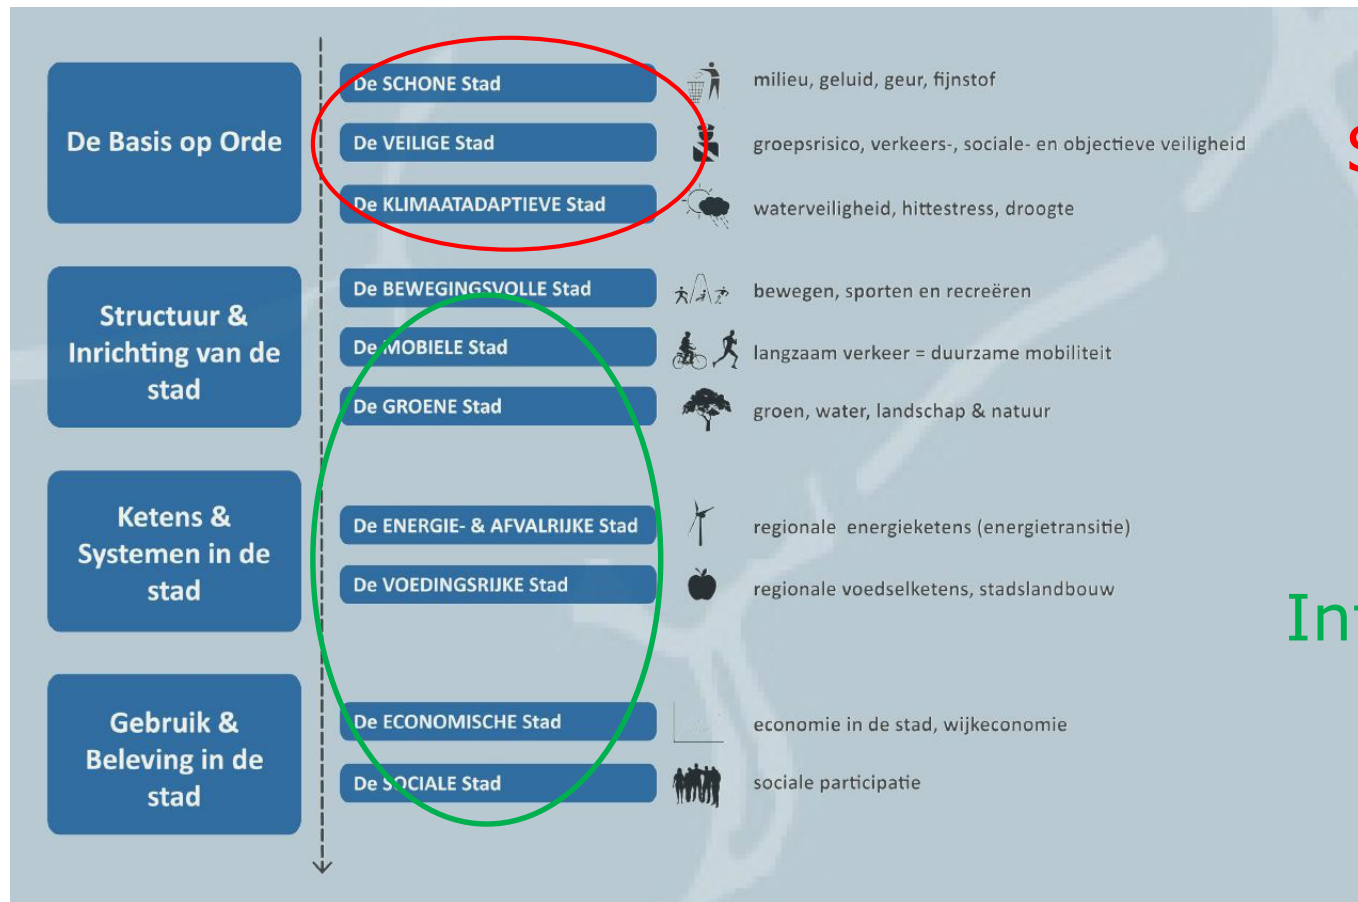 De Basis op Orde
De SCHONE Stad
milieu, geluid, geur, fijnstof
De VEILIGE Stad
groepsrisico, verkeers-, sociale- en objectieve veiligheid
De KLIMAATADAPTIEVE Stad
waterveiligheid, hittestress, droogte
Structuur &
Inrichting van de
stad
De BEWEGINGSVOLLE Stad
bewegen, sporten en recreëren
De MOBIELE Stad
langzaam verkeer = duurzame mobiliteit
De GROENE Stad
groen, water, landschap & natuur
Ketens &
Systemen in de
stad
De ENERGIE- & AFVALRIJKE Stad
regionale energieketens (energietransitie)
De VOEDINGSRIJKE Stad
regionale voedselketens, stadslandbouw
Gebruik &
Beleving in de
stad
De ECONOMISCHE Stad
economie in de stad, wijkeconomie
De SOCIALE Stad
sociale participatie